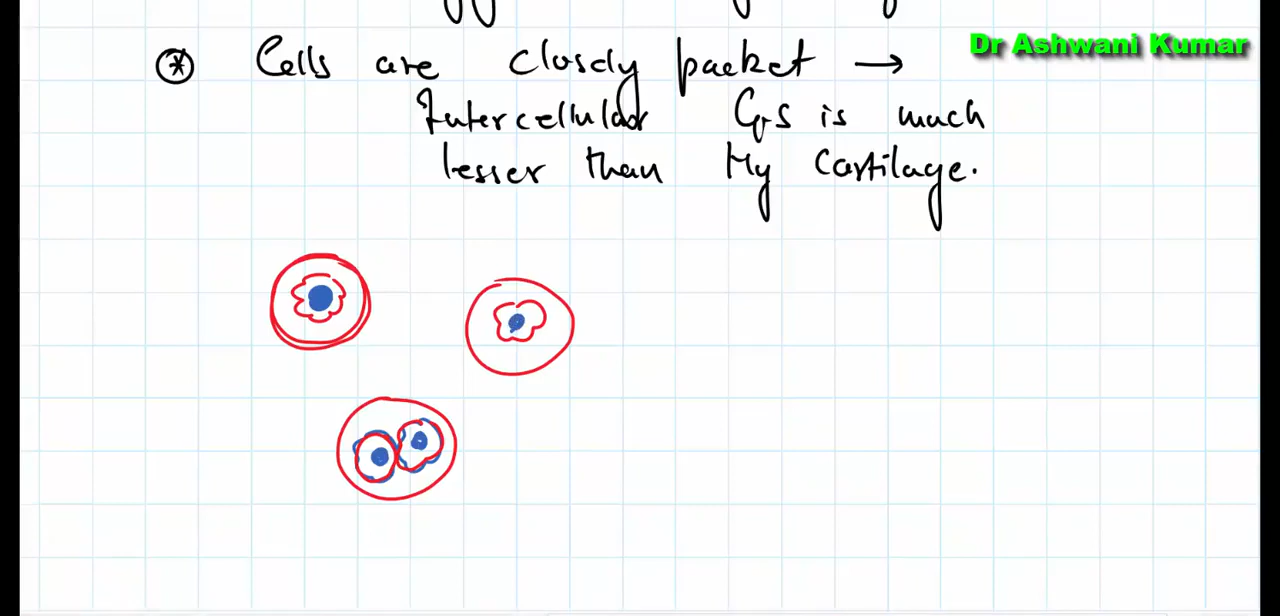 Dr Ashwani Kumar
* Cells are closely packet →
Intercellular GS is much
lesser than Hy Cartilage.